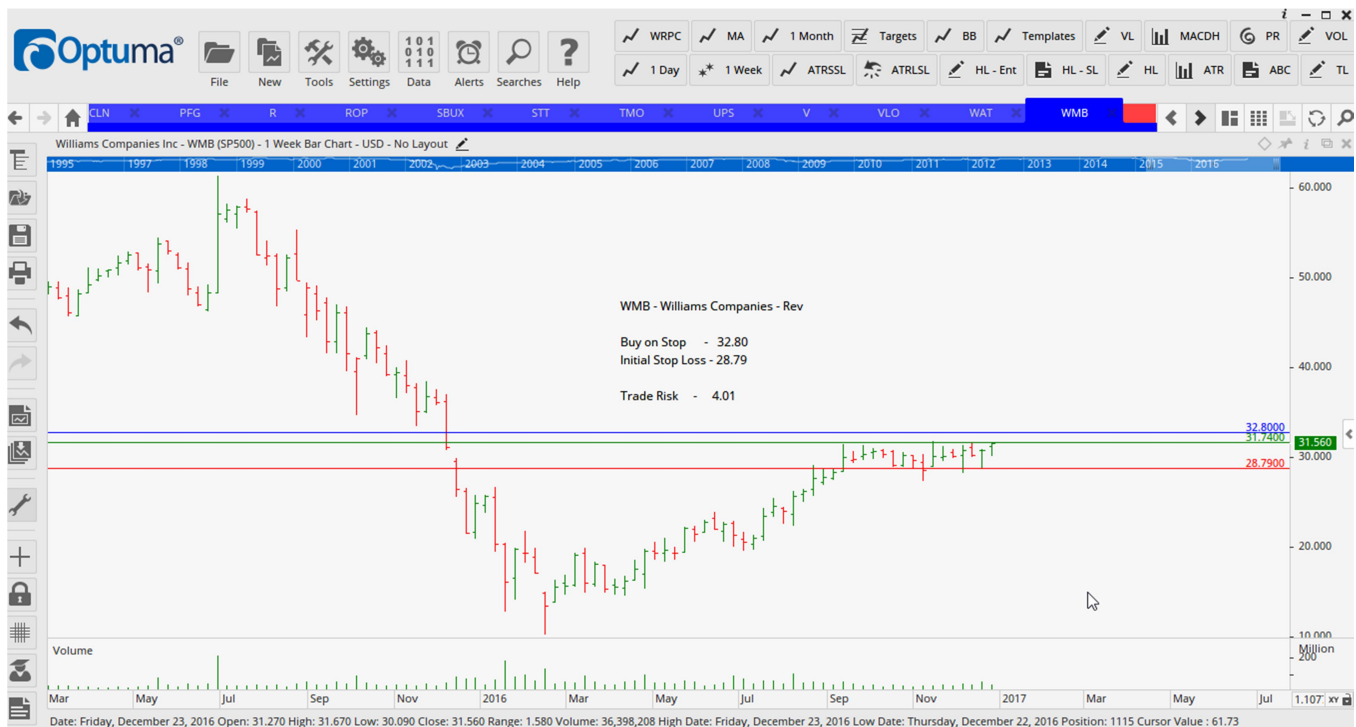 Optuma®
File
New
Tools
Settings
101
010
111
Data
Alerts
?
Searches
Help
WRPC MA 1 Month Targets BB Templates VL MACDH PR VOL
1 Day 1 Week ATRSSL ATRLSL HL - Ent HL - SL HL ATR ABC TL
CLN PFG R ROP SBUX STT TMO UPS V VLO WAT WMB
Williams Companies Inc - WMB (SP500) - 1 Week Bar Chart - USD - No Layout
1995 1997 1998 1999 2000 2001 2002 2003 2004 2005 2006 2007 2008 2009 2010 2011 2012 2013 2014 2015 2016
60.000
50.000
WMB - Williams Companies - Rev
Buy on Stop - 32.80
Initial Stop Loss - 28.79
40.000
Trade Risk - 4.01
32.8000
31.7400
31.560
30.000
28.7900
20.000
10.000
Volume
Million
200
Mar May Jul Sep Nov 2016 Mar May Jul Sep Nov 2017 Mar May Jul 1.107 XY
Date: Friday, December 23, 2016 Open: 31.270 High: 31.670 Low: 30.090 Close: 31.560 Range: 1.580 Volume: 36,398,208 High Date: Friday, December 23, 2016 Low Date: Thursday, December 22, 2016 Position: 1115 Cursor Value : 61.73